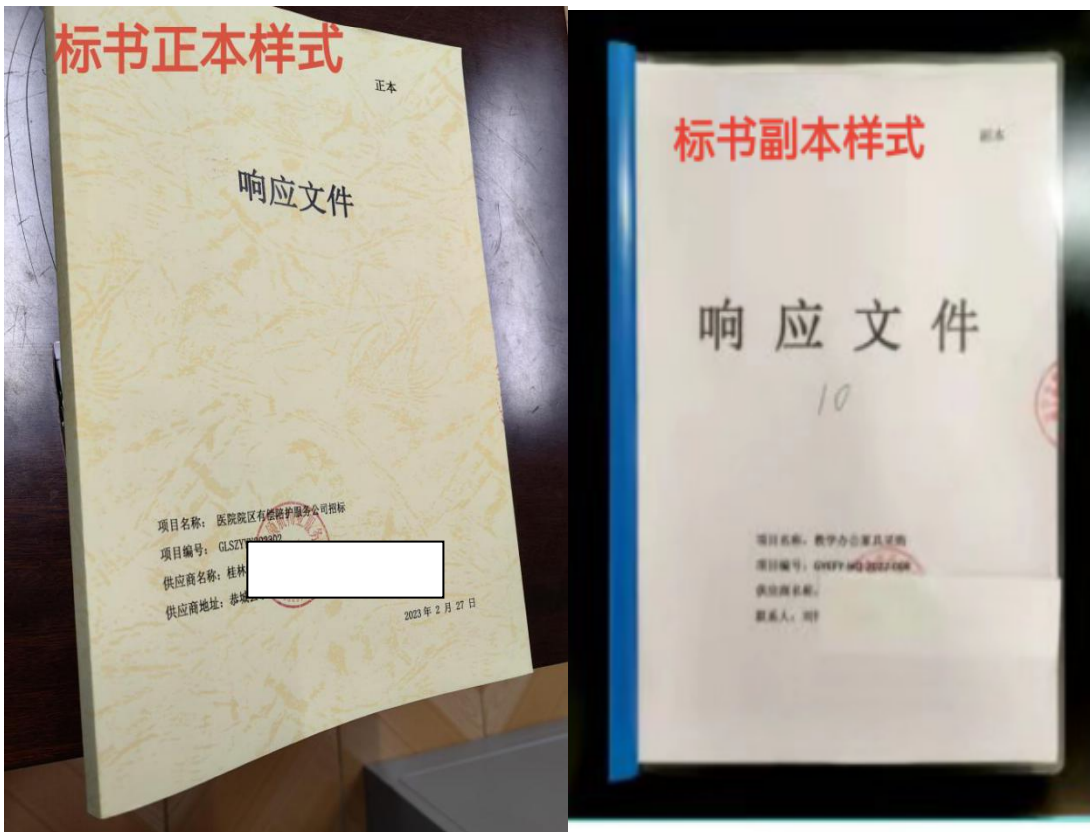 标书正本样式
正本
响应文件
项目名称： 医院院区有偿陪护服务公司招标
项目编号： GLSZYY
供应商名称：桂林
供应商地址：恭城
2023 年 2 月 27 日
标书副本样式
副本
响应文件
10
项目名称：教学办公家具采购
项目编号：
供应商名称：
联系人：刘